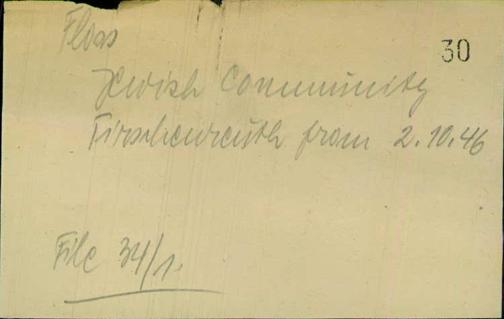 Floss
30
Jewish Community
Tirschenreuth from 2.10.46
File 34/1.